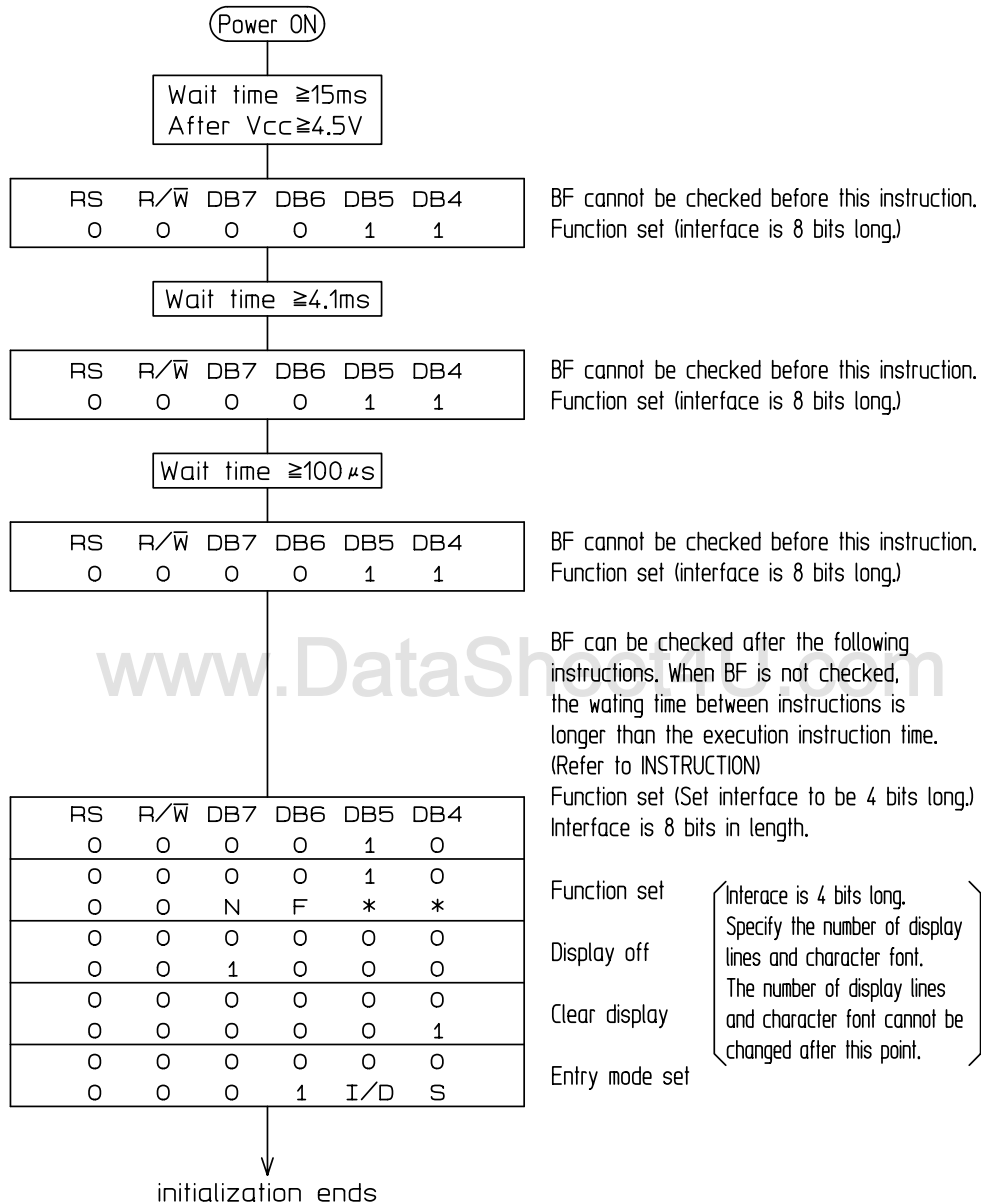 Power ON
Wait time ≧15ms
After Vcc≧4.5V
RS R/W̅ DB7 DB6 DB5 DB4
0 0 0 0 1 1
BF cannot be checked before this instruction.
Function set (interface is 8 bits long.)
Wait time ≧4.1ms
RS R/W̅ DB7 DB6 DB5 DB4
0 0 0 0 1 1
BF cannot be checked before this instruction.
Function set (interface is 8 bits long.)
Wait time ≧100μs
RS R/W̅ DB7 DB6 DB5 DB4
0 0 0 0 1 1
BF cannot be checked before this instruction.
Function set (interface is 8 bits long.)
www.DataSheet4U.com
BF can be checked after the following
instructions. When BF is not checked,
the wating time between instructions is
longer than the execution instruction time.
(Refer to INSTRUCTION)
Function set (Set interface to be 4 bits long.)
Interface is 8 bits in length.
RS R/W̅ DB7 DB6 DB5 DB4
0 0 0 0 1 0
0 0 0 0 1 0
0 0 N F * *
0 0 0 0 0 0
0 0 1 0 0 0
0 0 0 0 0 0
0 0 0 0 0 1
0 0 0 0 0 0
0 0 0 1 I/D S
Function set
Display off
Clear display
Entry mode set
Interace is 4 bits long.
Specify the number of display
lines and character font.
The number of display lines
and character font cannot be
changed after this point.
initialization ends